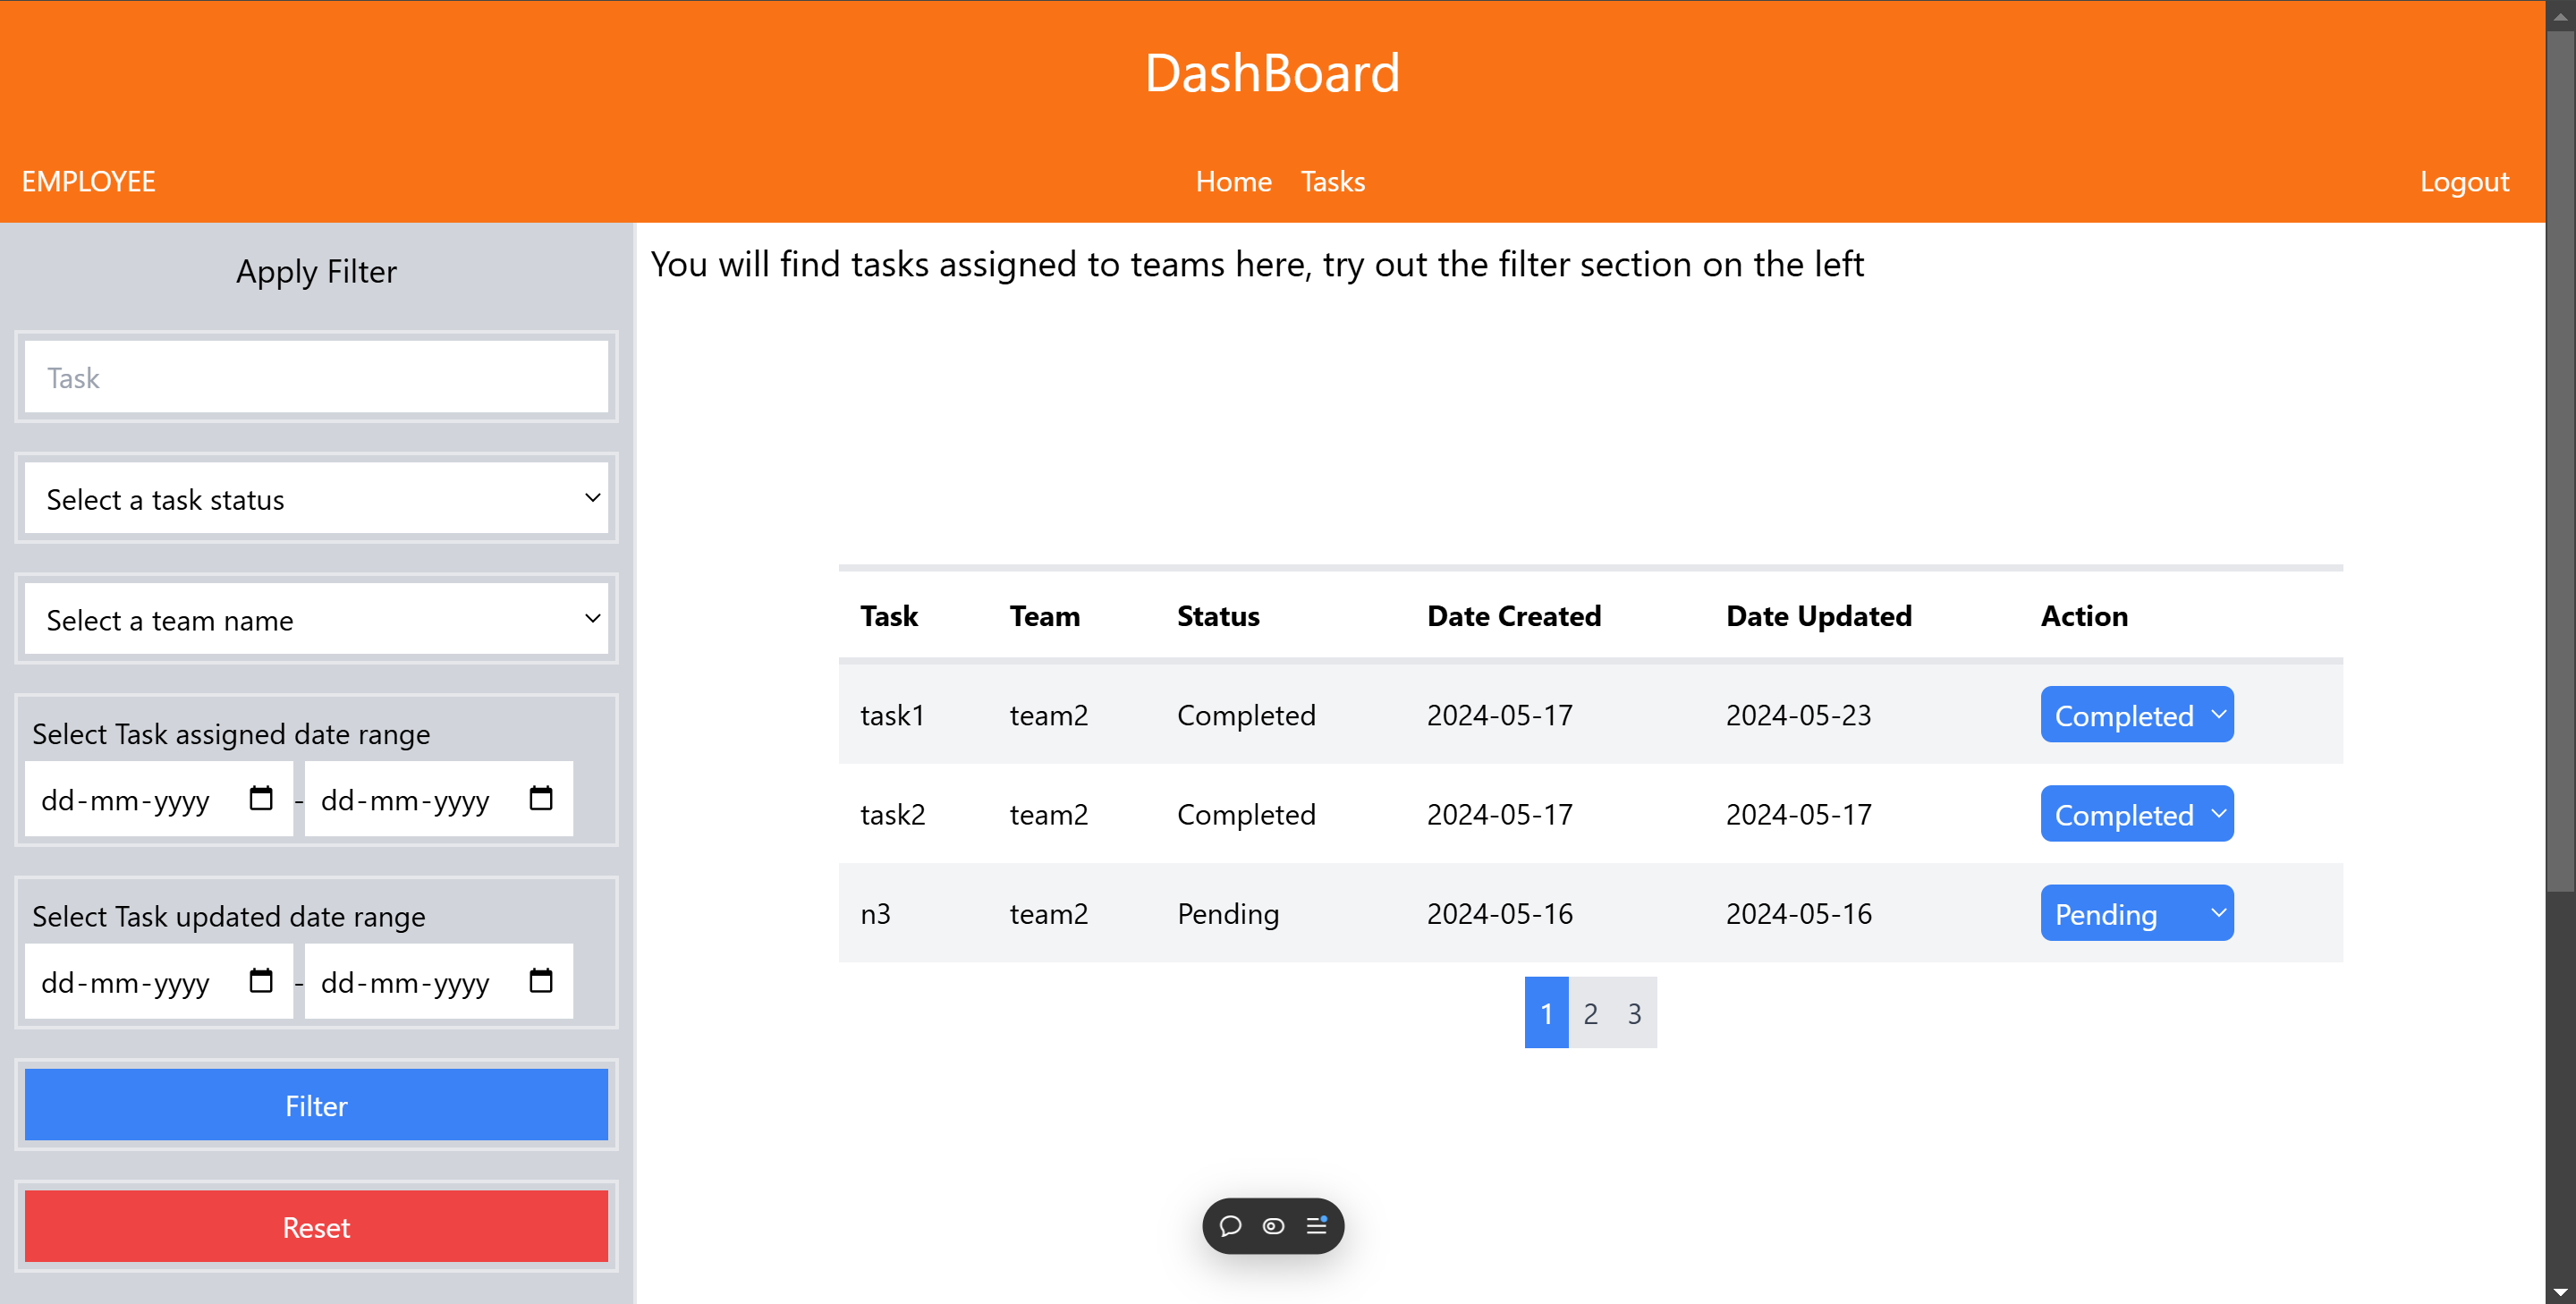 DashBoard
EMPLOYEE Home Tasks Logout
Apply Filter
Task
Select a task status
Select a team name
Select Task assigned date range
dd-mm-yyyy - dd-mm-yyyy
Select Task updated date range
dd-mm-yyyy - dd-mm-yyyy
Filter
Reset
You will find tasks assigned to teams here, try out the filter section on the left
Task Team Status Date Created Date Updated Action
task1 team2 Completed 2024-05-17 2024-05-23 Completed
task2 team2 Completed 2024-05-17 2024-05-17 Completed
n3 team2 Pending 2024-05-16 2024-05-16 Pending
1 2 3